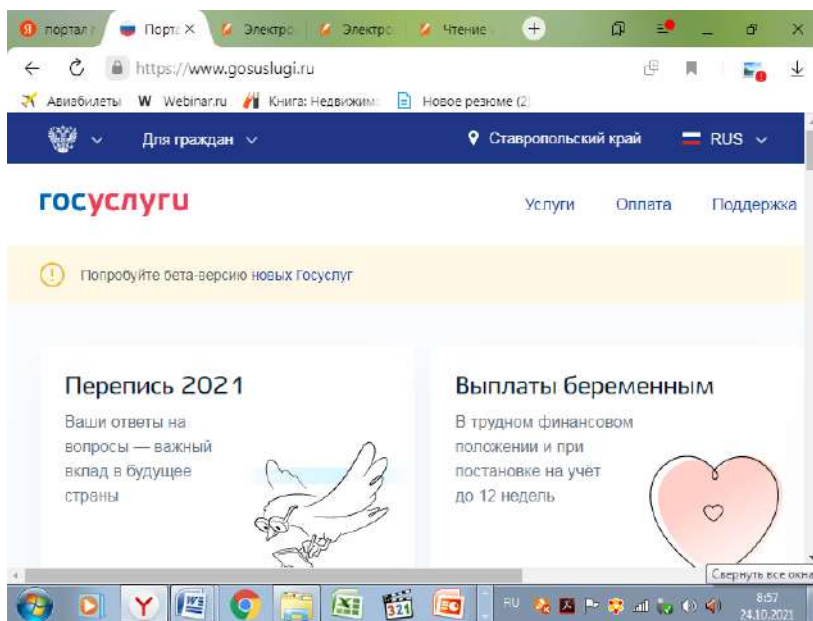 портал г
Порта
Электро
Электро
Чтение
https://www.gosuslugi.ru
Авиабилеты W Webinar.ru Книга: Недвижим Новое резюме (2
Для граждан Ставропольский край RUS
госуслуги Услуги Оплата Поддержка
Попробуйте бета-версию новых Госуслуг
Перепись 2021
Ваши ответы на
вопросы — важный
вклад в будущее
страны
Выплаты беременным
В трудном финансовом
положении и при
постановке на учёт
до 12 недель
Свернуть все окна
RU 8:57
24.10.2021